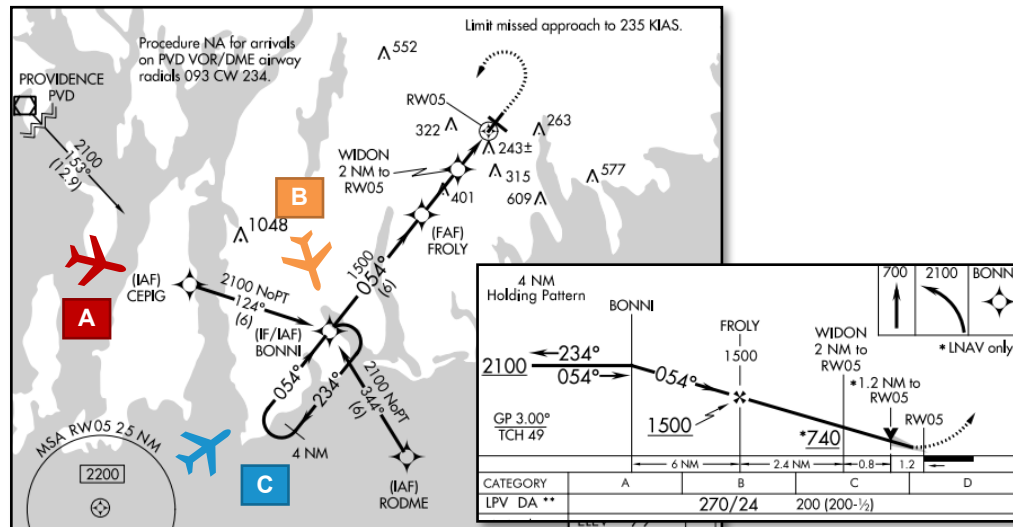 Limit missed approach to 235 KIAS.
Procedure NA for arrivals
on PVD VOR/DME airway
radials 093 CW 234.
552
PROVIDENCE
PVD
2100
153°
(12.9)
RW05
322
263
243±
WIDON
2 NM to
RW05
315
577
401
609
B
1048
(FAF)
FROLY
1500
054°
(6)
(IAF)
CEPIG
A
2100 NoPT
124°
(6)
(IF/IAF)
BONNI
054°
234°
2100 NoPT
344°
(6)
4 NM
C
(IAF)
RODME
MSA RW05 25 NM
2200
4 NM
Holding Pattern
BONNI
700
2100
BONN
FROLY
1500
WIDON
2 NM to
RW05
* LNAV only
2100
234°
054°
054°
*1.2 NM to
RW05
RW05
GP 3.00°
TCH 49
1500
*740
6 NM
2.4 NM
0.8
1.2
CATEGORY
A
B
C
D
LPV DA **
270/24
200 (200-½)